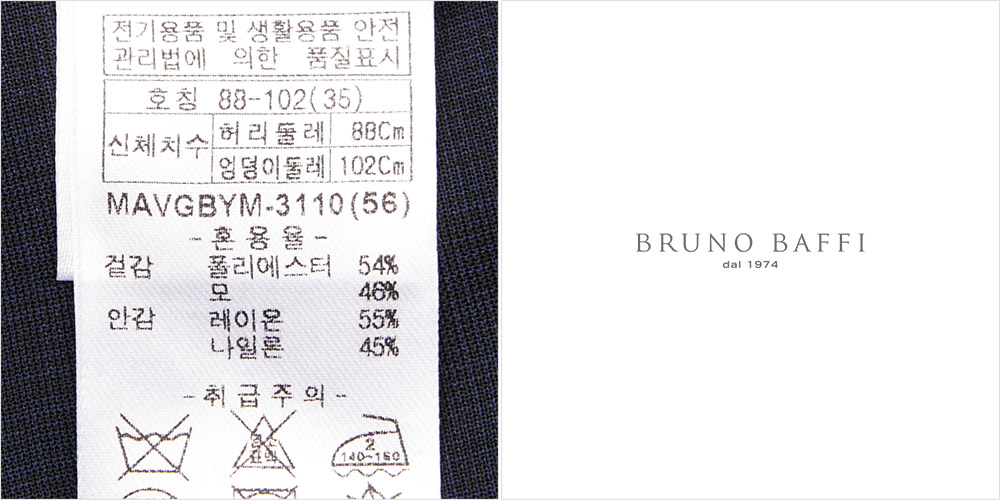 전기용품 및 생활용품 안전
관리법에 의한 품질표시
호칭 88-102(35)
신체치수 허리둘레 88Cm
엉덩이둘레 102Cm
MAVGBYM-3110(56)
-혼용율-
겉감 폴리에스터 54%
모 46%
안감 레이온 55%
나일론 45%
-취급주의-
염소
표백
2
140~160
BRUNO BAFFI
dal 1974